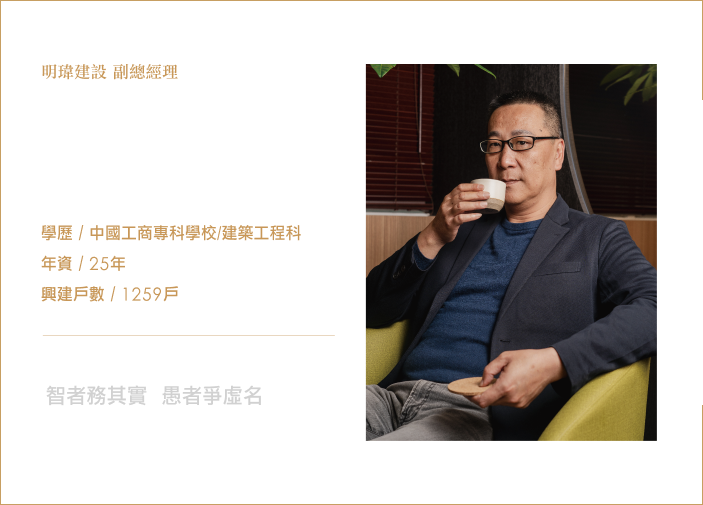 明瑋建設 副總經理
學歷 / 中國工商專科學校/建築工程科
年資 / 25年
興建戶數 / 1259戶
智者務其實 愚者爭虛名